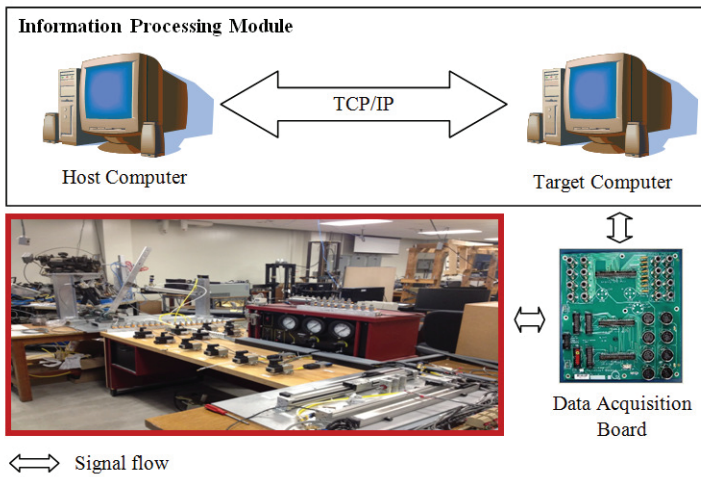 Information Processing Module
TCP/IP
Host Computer
Target Computer
Data Acquisition
Board
Signal flow